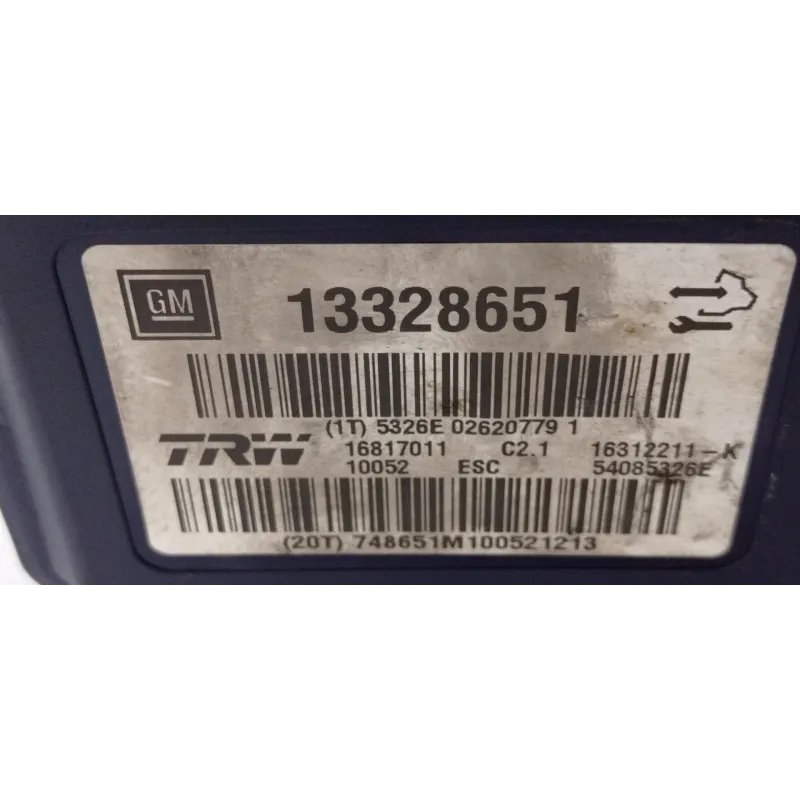 GM 13328651
(1T) 5326E 02620779 1
TRW 16817011 C2.1 16312211-K
10052 ESC 54085326E
(20T) 748651M100521213